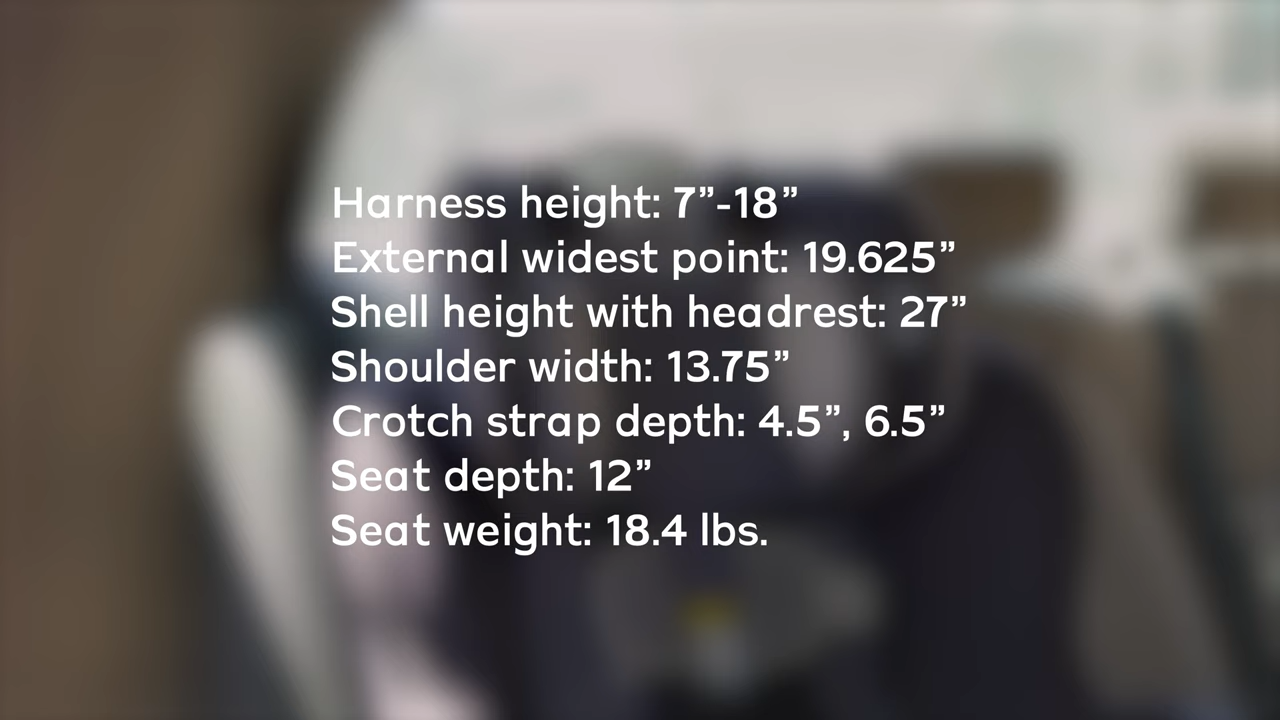 Harness height: 7”-18”
External widest point: 19.625”
Shell height with headrest: 27”
Shoulder width: 13.75”
Crotch strap depth: 4.5”, 6.5”
Seat depth: 12”
Seat weight: 18.4 lbs.